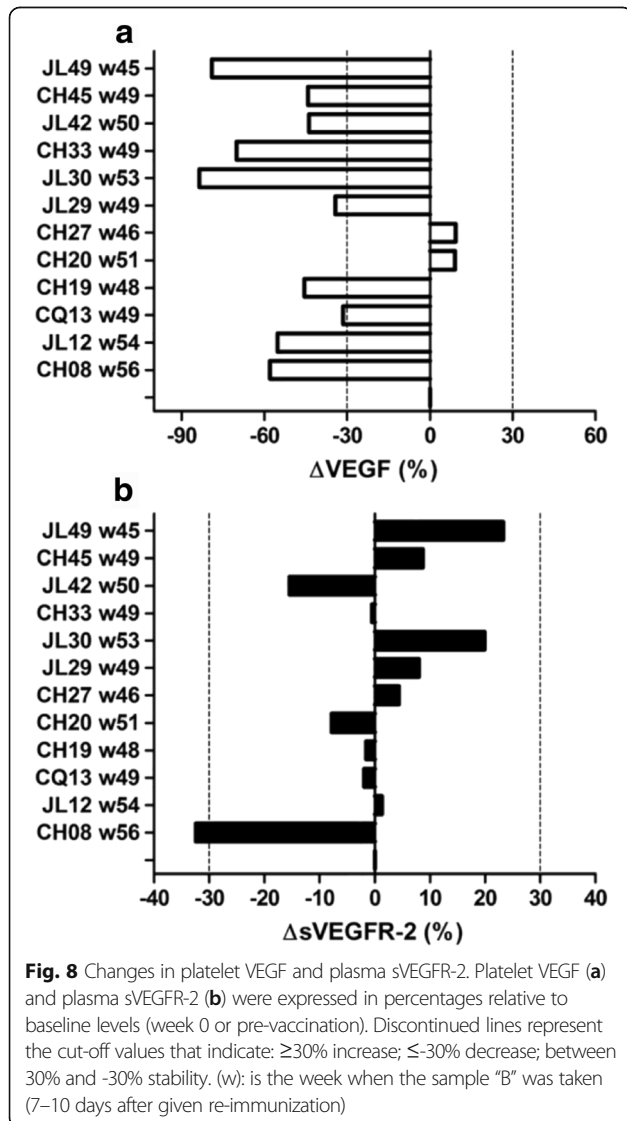 a
JL49 w45
CH45 w49
JL42 w50
CH33 w49
JL30 w53
JL29 w49
CH27 w46
CH20 w51
CH19 w48
CQ13 w49
JL12 w54
CH08 w56
-90 -60 -30 0 30 60
ΔVEGF (%)
b
JL49 w45
CH45 w49
JL42 w50
CH33 w49
JL30 w53
JL29 w49
CH27 w46
CH20 w51
CH19 w48
CQ13 w49
JL12 w54
CH08 w56
-40 -30 -20 -10 0 10 20 30 40
ΔsVEGFR-2 (%)
Fig. 8 Changes in platelet VEGF and plasma sVEGFR-2. Platelet VEGF (a)
and plasma sVEGFR-2 (b) were expressed in percentages relative to
baseline levels (week 0 or pre-vaccination). Discontinued lines represent
the cut-off values that indicate: ≥30% increase; ≤-30% decrease; between
30% and -30% stability. (w): is the week when the sample “B” was taken
(7–10 days after given re-immunization)